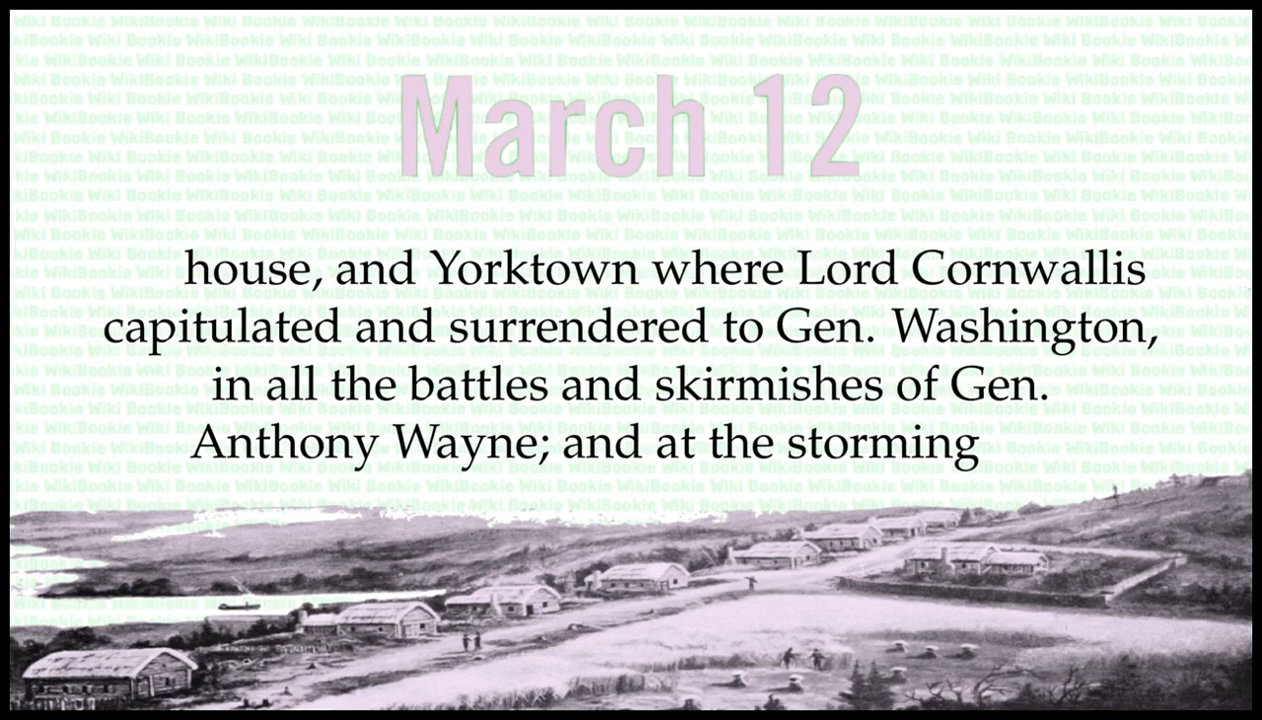 March 12
house, and Yorktown where Lord Cornwallis
capitulated and surrendered to Gen. Washington,
in all the battles and skirmishes of Gen.
Anthony Wayne; and at the storming